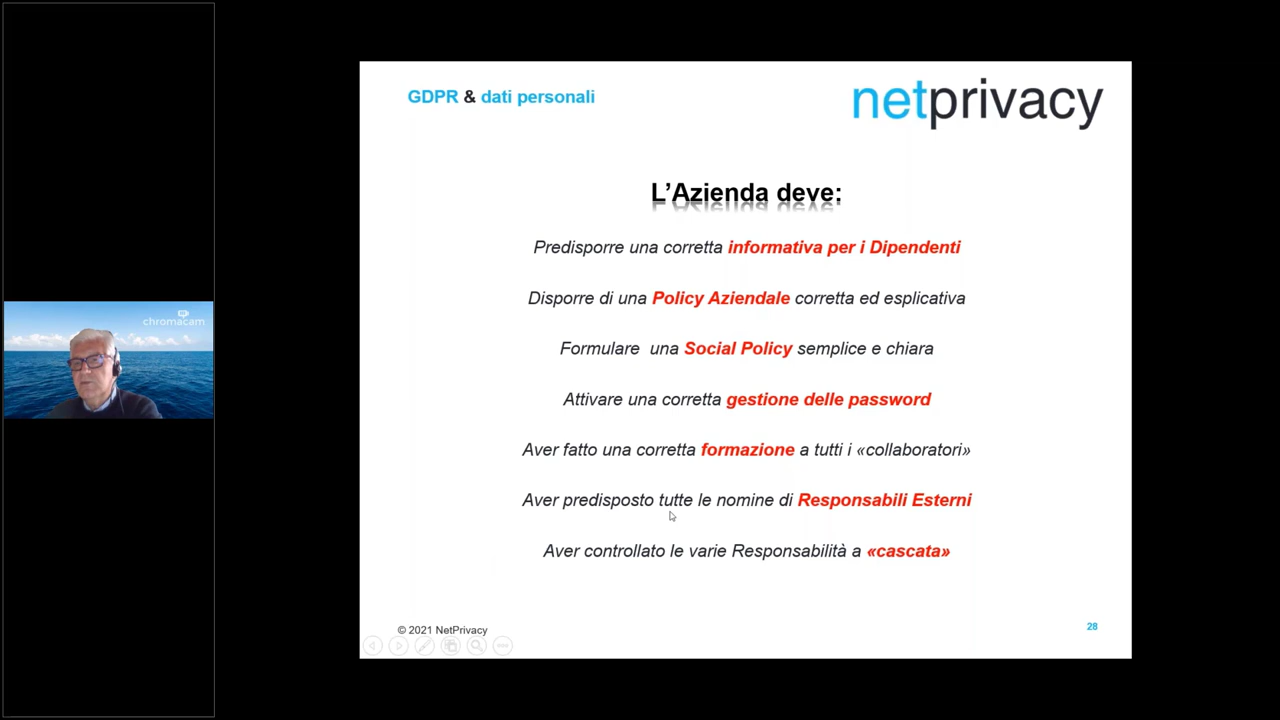 chromacam
GDPR & dati personali
netprivacy
L’Azienda deve:
Predisporre una corretta informativa per i Dipendenti
Disporre di una Policy Aziendale corretta ed esplicativa
Formulare una Social Policy semplice e chiara
Attivare una corretta gestione delle password
Aver fatto una corretta formazione a tutti i «collaboratori»
Aver predisposto tutte le nomine di Responsabili Esterni
Aver controllato le varie Responsabilità a «cascata»
© 2021 NetPrivacy
28